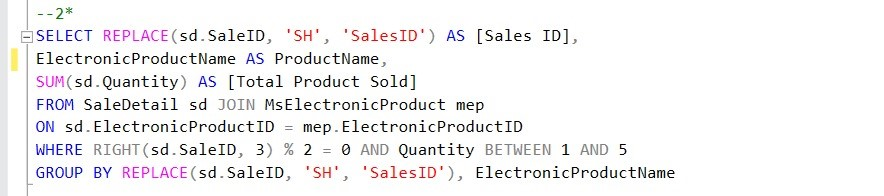 --2*
SELECT REPLACE(sd.SaleID, 'SH', 'SalesID') AS [Sales ID],
ElectronicProductName AS ProductName,
SUM(sd.Quantity) AS [Total Product Sold]
FROM SaleDetail sd JOIN MsElectronicProduct mep
ON sd.ElectronicProductID = mep.ElectronicProductID
WHERE RIGHT(sd.SaleID, 3) % 2 = 0 AND Quantity BETWEEN 1 AND 5
GROUP BY REPLACE(sd.SaleID, 'SH', 'SalesID'), ElectronicProductName